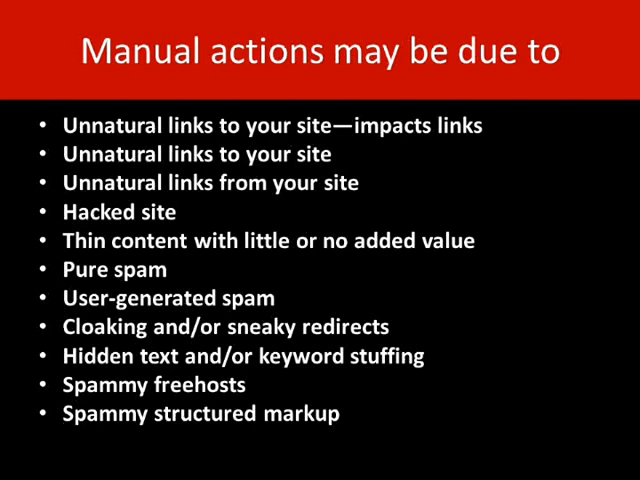 Manual actions may be due to
• Unnatural links to your site—impacts links
• Unnatural links to your site
• Unnatural links from your site
• Hacked site
• Thin content with little or no added value
• Pure spam
• User-generated spam
• Cloaking and/or sneaky redirects
• Hidden text and/or keyword stuffing
• Spammy freehosts
• Spammy structured markup